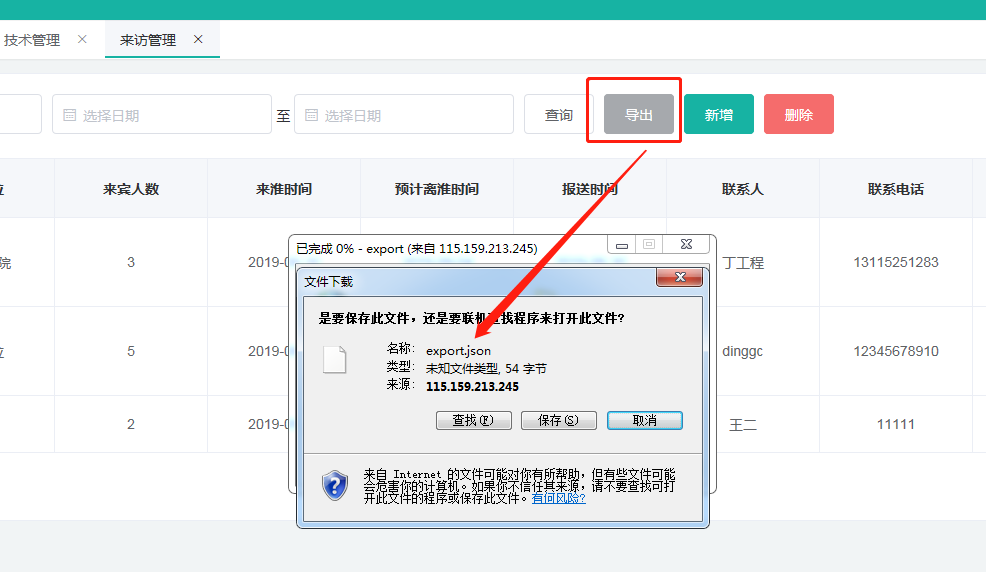 技术管理 来访管理
选择日期 至 选择日期 查询 导出 新增 删除
来宾人数 来准时间 预计离准时间 报送时间 联系人 联系电话
院 3 2019-0 丁工程 13115251283
5 2019-0 dinggc 12345678910
2 2019-0 王二 11111
已完成 0% - export (来自 115.159.213.245)
文件下载
是要保存此文件，还是要联机查找程序来打开此文件?
名称: export.json
类型: 未知文件类型, 54 字节
来源: 115.159.213.245
查找(F) 保存(S) 取消
来自 Internet 的文件可能对你有所帮助，但有些文件可能
会危害你的计算机。如果你不信任其来源，请不要查找可打
开此文件的程序或保存此文件。有何风险?